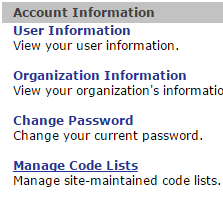 Account Information
User Information
View your user information.
Organization Information
View your organization's informatio
Change Password
Change your current password.
Manage Code Lists
Manage site-maintained code lists.